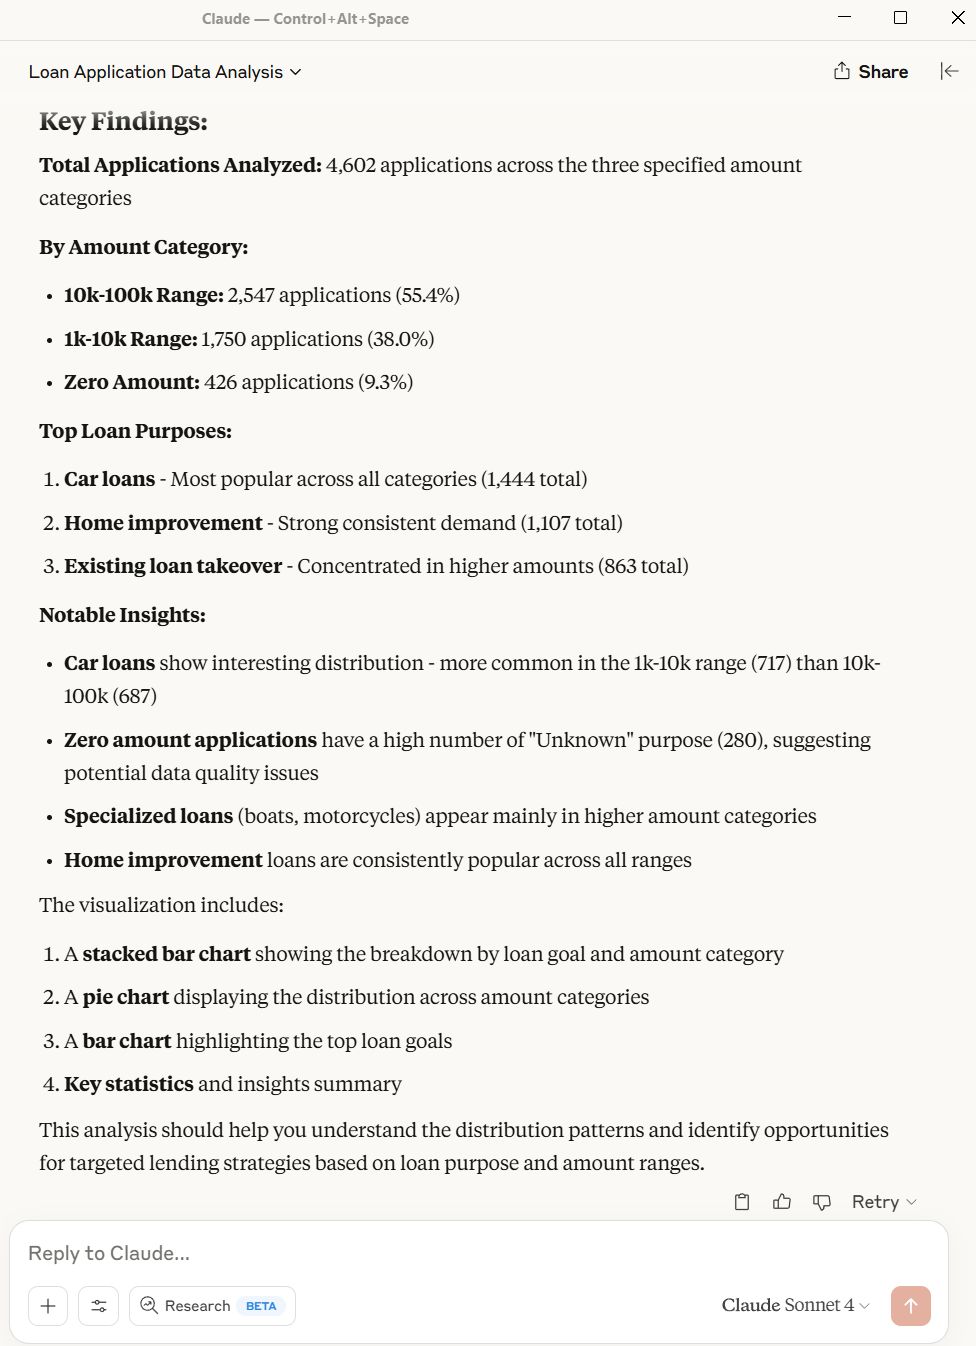 Claude — Control+Alt+Space
Loan Application Data Analysis
Share
Key Findings:
Total Applications Analyzed: 4,602 applications across the three specified amount
categories
By Amount Category:
• 10k-100k Range: 2,547 applications (55.4%)
• 1k-10k Range: 1,750 applications (38.0%)
• Zero Amount: 426 applications (9.3%)
Top Loan Purposes:
1. Car loans - Most popular across all categories (1,444 total)
2. Home improvement - Strong consistent demand (1,107 total)
3. Existing loan takeover - Concentrated in higher amounts (863 total)
Notable Insights:
• Car loans show interesting distribution - more common in the 1k-10k range (717) than 10k-
100k (687)
• Zero amount applications have a high number of "Unknown" purpose (280), suggesting
potential data quality issues
• Specialized loans (boats, motorcycles) appear mainly in higher amount categories
• Home improvement loans are consistently popular across all ranges
The visualization includes:
1. A stacked bar chart showing the breakdown by loan goal and amount category
2. A pie chart displaying the distribution across amount categories
3. A bar chart highlighting the top loan goals
4. Key statistics and insights summary
This analysis should help you understand the distribution patterns and identify opportunities
for targeted lending strategies based on loan purpose and amount ranges.
Retry
Reply to Claude...
Research BETA
Claude Sonnet 4